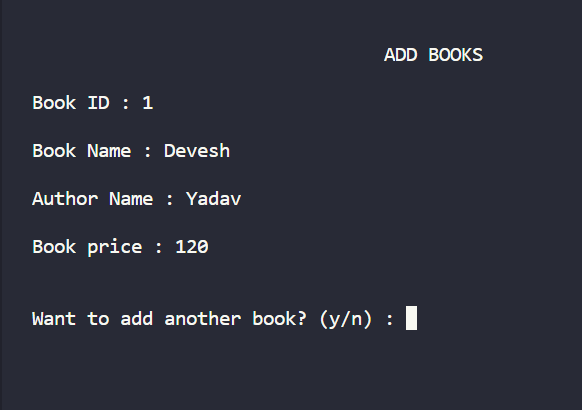 ADD BOOKS
Book ID : 1
Book Name : Devesh
Author Name : Yadav
Book price : 120
Want to add another book? (y/n) :